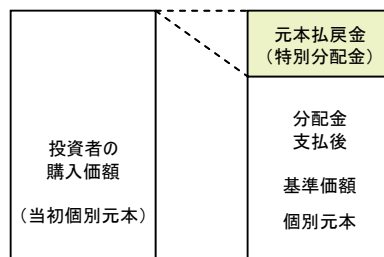 投資者の
購入価額
(当初個別元本)
元本払戻金
(特別分配金)
分配金
支払後
基準価額
個別元本